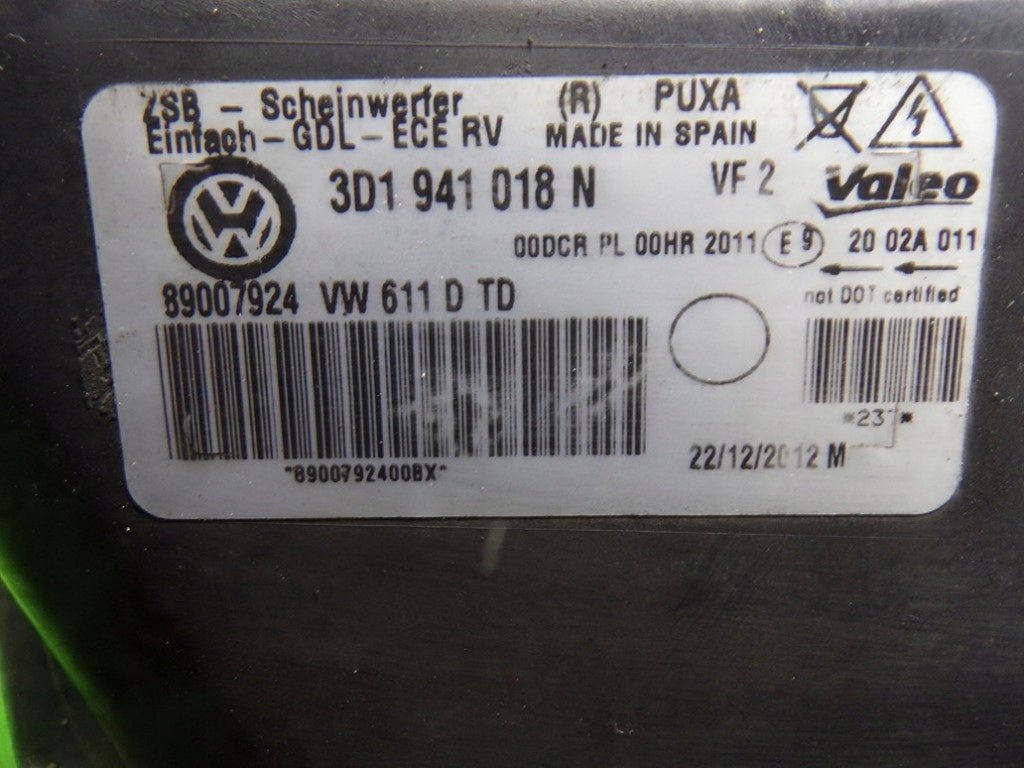 ZSB - Scheinwerfer (R) PUXA
Einfach - GDL - ECE RV MADE IN SPAIN
3D1 941 018 N VF 2 Valeo
00DCR PL 00HR 2011 E 9 20 02A 011
89007924 VW 611 D TD not DOT certified
*23*
*8900792400BX* 22/12/2012 M